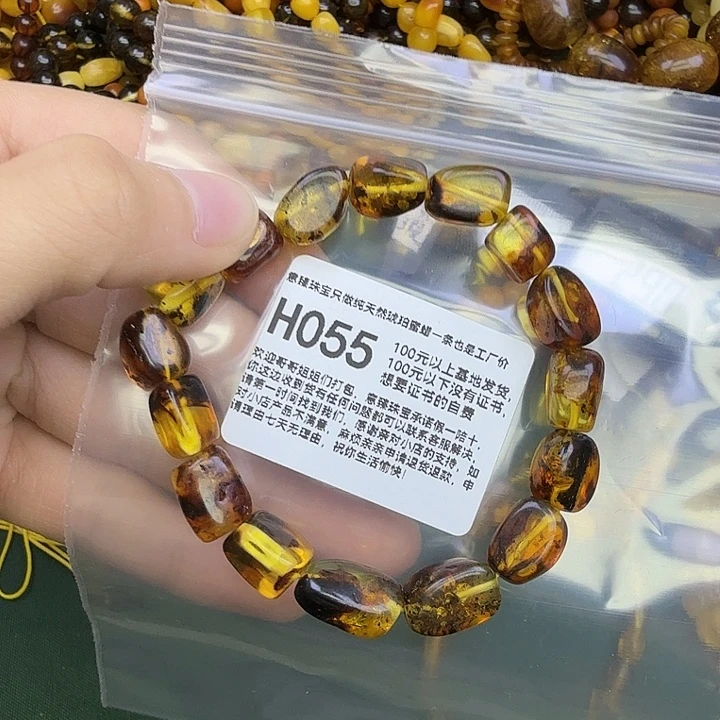 意臻珠宝只做纯天然琥珀蜜蜡一条也是工厂价
H055
100元以上基地发货,
100元以下没有证书,
想要证书的自费
欢迎哥哥姐姐们打包, 意臻珠宝承诺假一陪十,
你这边收到货有任何问题都可以联系客服解决,
请第一时间找到我们, 感谢亲对小店的支持, 如
对小店产品不满意, 麻烦亲亲申请退货退款, 申
请理由七天无理由, 祝你生活愉快!